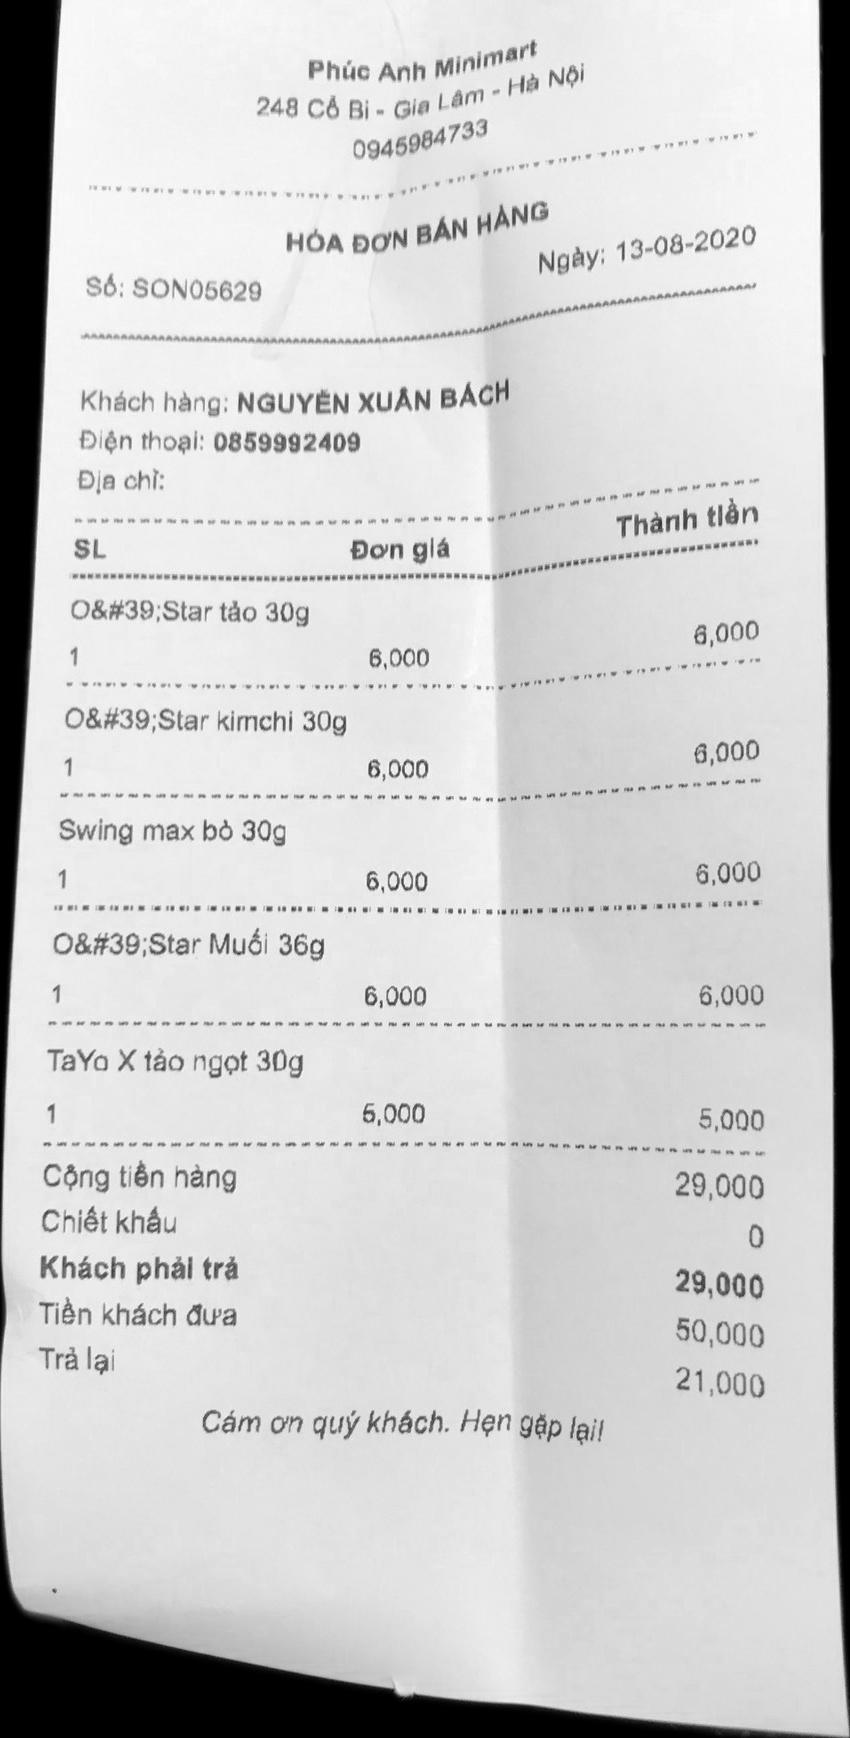 Phúc Anh Minimart
248 Cổ Bi - Gia Lâm - Hà Nội
0945984733
HÓA ĐƠN BÁN HÀNG
Số: SON05629 Ngày: 13-08-2020
Khách hàng: NGUYỄN XUÂN BÁCH
Điện thoại: 0859992409
Địa chỉ:
SL Đơn giá Thành tiền
O&#39;Star tảo 30g
1 6,000 6,000
O&#39;Star kimchi 30g
1 6,000 6,000
Swing max bò 30g
1 6,000 6,000
O&#39;Star Muối 36g
1 6,000 6,000
TaYo X tảo ngọt 30g
1 5,000 5,000
Cộng tiền hàng 29,000
Chiết khấu 0
Khách phải trả 29,000
Tiền khách đưa 50,000
Trả lại 21,000
Cám ơn quý khách. Hẹn gặp lại!